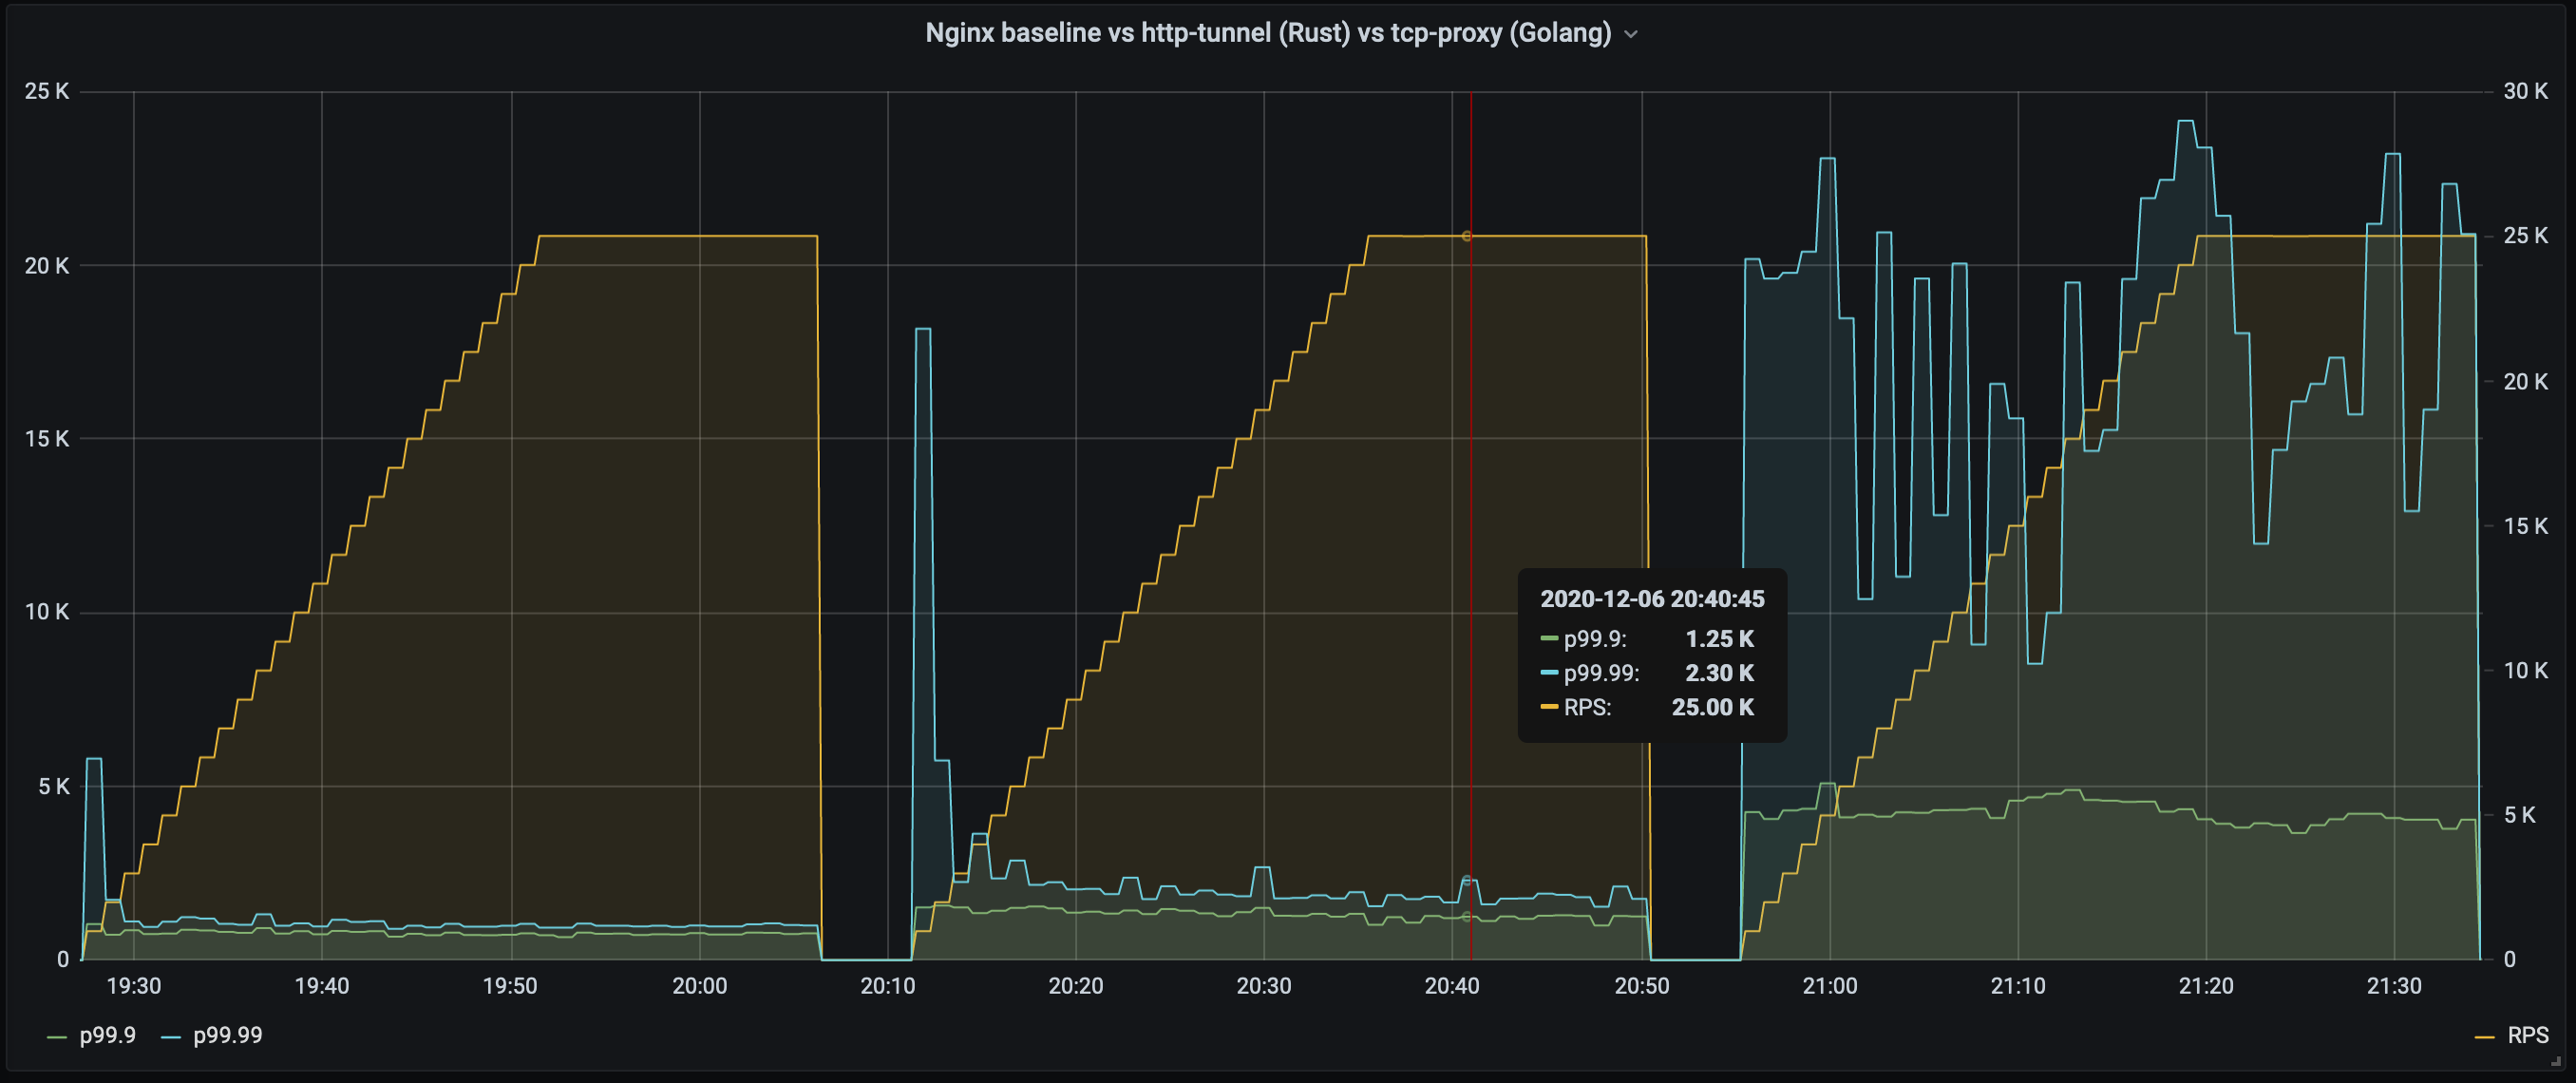 Nginx baseline vs http-tunnel (Rust) vs tcp-proxy (Golang)
25 K
20 K
15 K
10 K
5 K
0
30 K
25 K
20 K
15 K
10 K
5 K
0
2020-12-06 20:40:45
p99.9: 1.25 K
p99.99: 2.30 K
RPS: 25.00 K
19:30 19:40 19:50 20:00 20:10 20:20 20:30 20:40 20:50 21:00 21:10 21:20 21:30
p99.9 p99.99 RPS